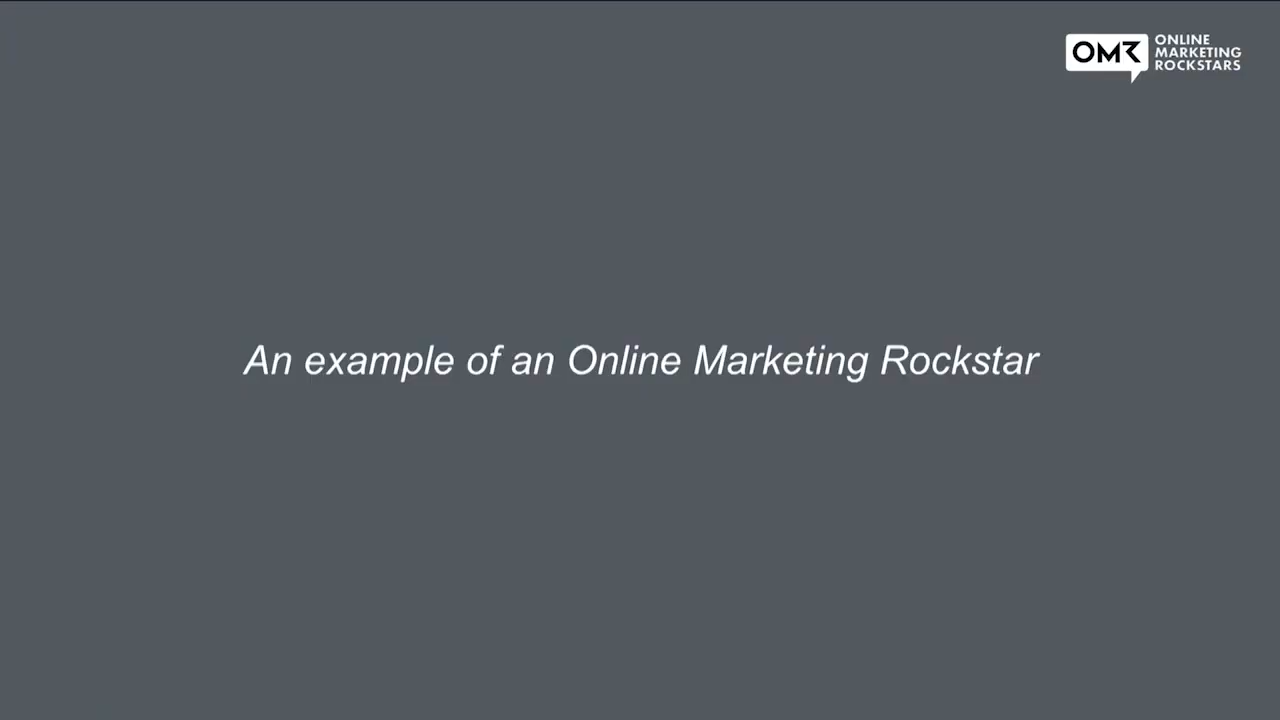 OMR
ONLINE
MARKETING
ROCKSTARS
An example of an Online Marketing Rockstar